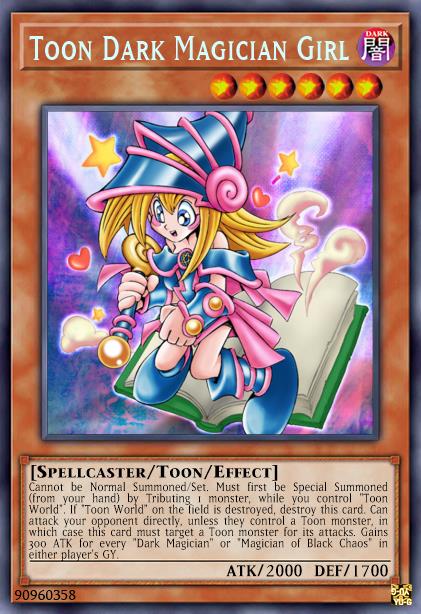 TOON DARK MAGICIAN GIRL
DARK
闇
[SPELLCASTER/TOON/EFFECT]
Cannot be Normal Summoned/Set. Must first be Special Summoned
(from your hand) by Tributing 1 monster, while you control "Toon
World". If "Toon World" on the field is destroyed, destroy this card. Can
attack your opponent directly, unless they control a Toon monster, in
which case this card must target a Toon monster for its attacks. Gains
300 ATK for every "Dark Magician" or "Magician of Black Chaos" in
either player's GY.
ATK/2000 DEF/1700
90960358